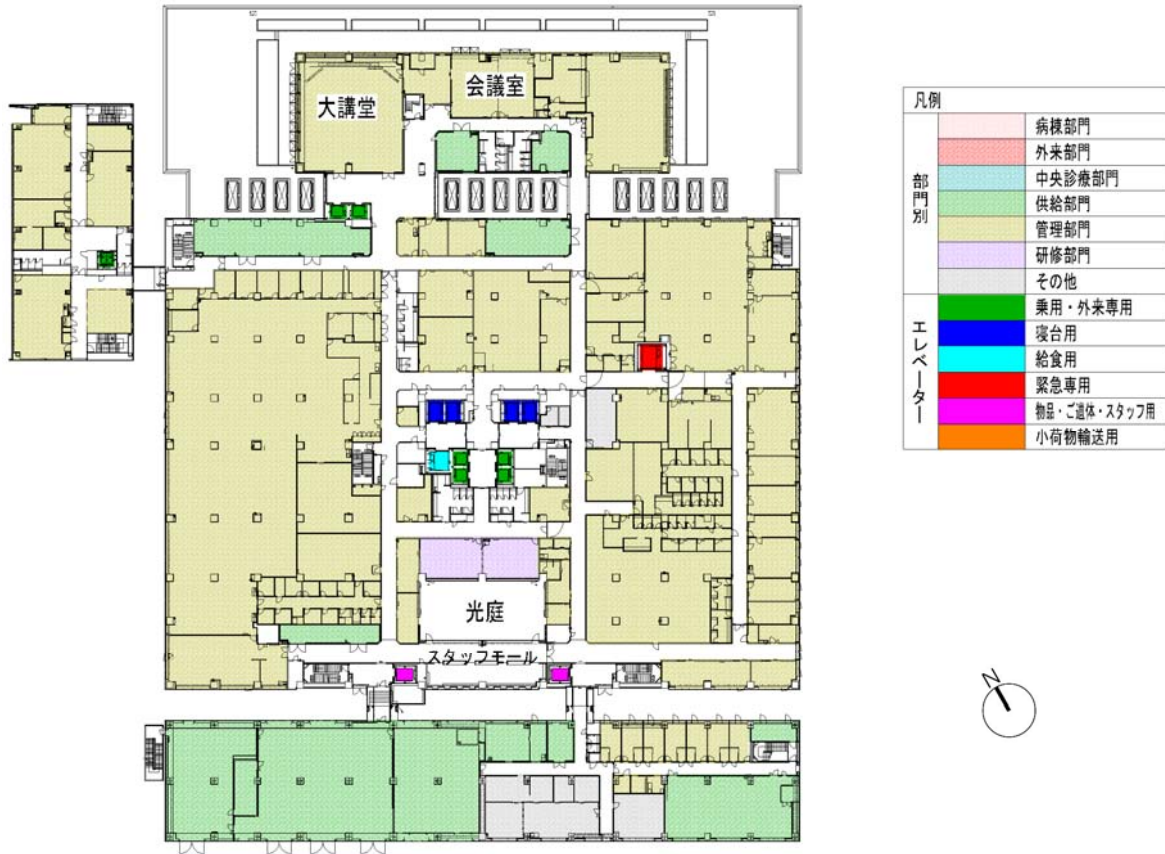 大講堂
会議室
光庭
スタッフモール
凡例
部門別
病棟部門
外来部門
中央診療部門
供給部門
管理部門
研修部門
その他
エレベーター
乗用・外来専用
寝台用
給食用
緊急専用
物品・ご遺体・スタッフ用
小荷物輸送用
N